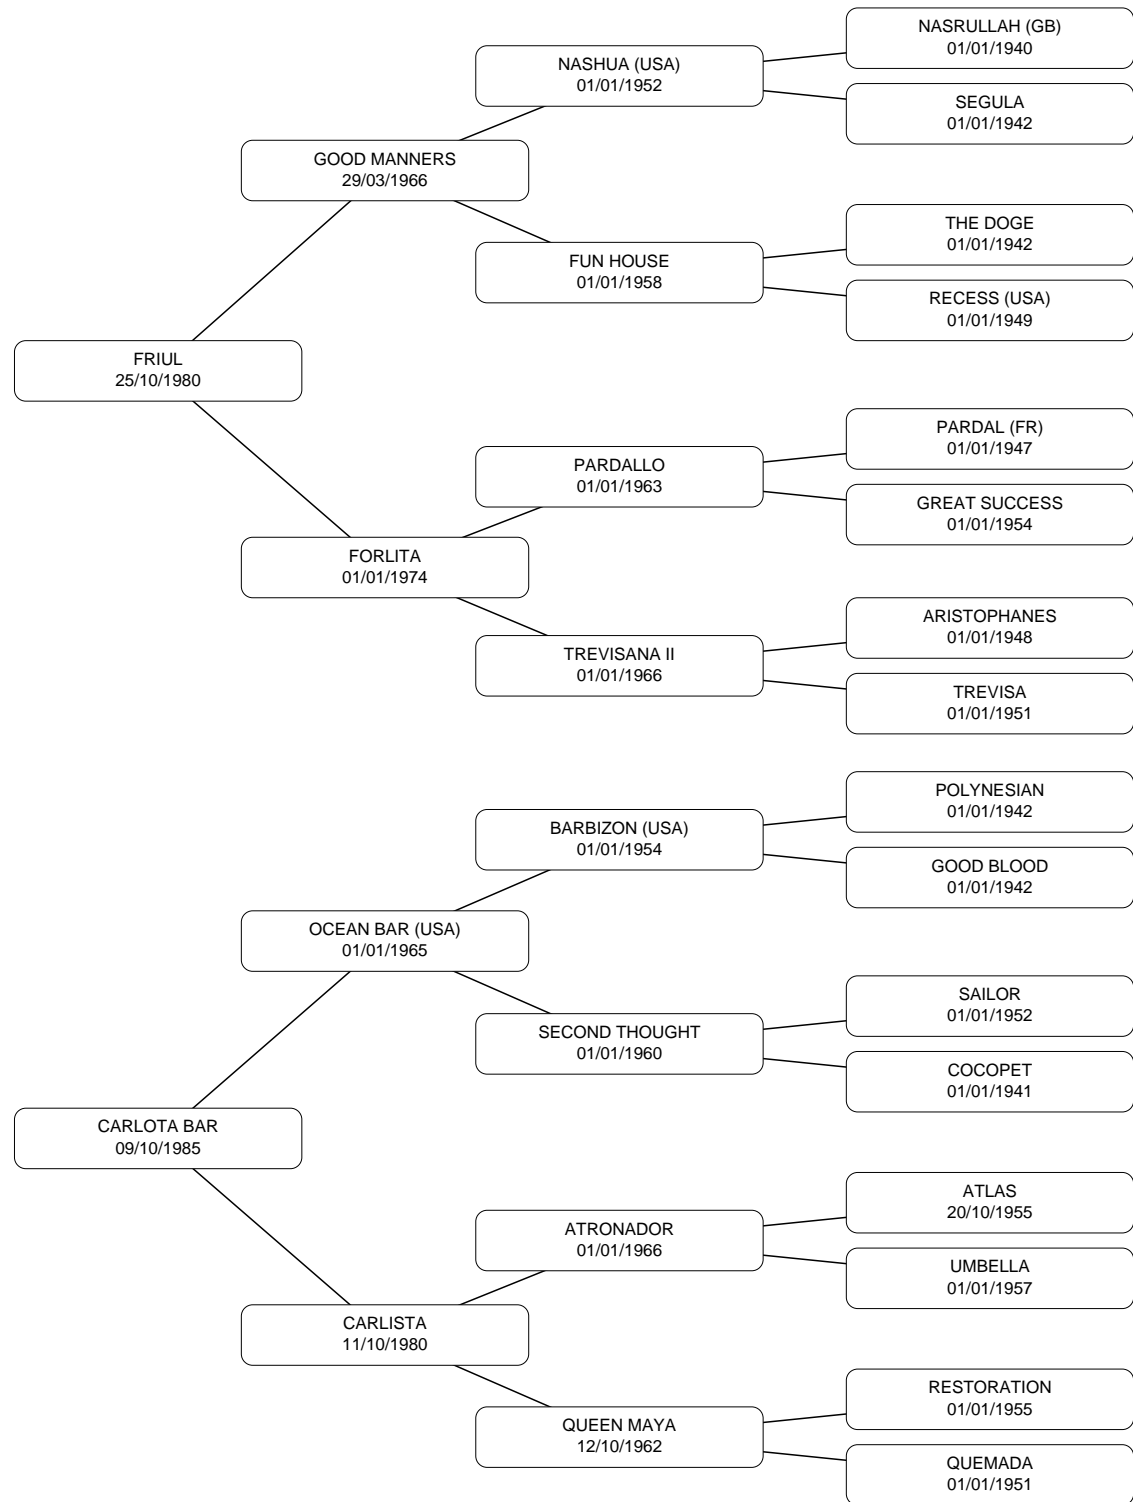 NASRULLAH (GB)
01/01/1940
NASHUA (USA)
01/01/1952
SEGULA
01/01/1942
GOOD MANNERS
29/03/1966
THE DOGE
01/01/1942
FUN HOUSE
01/01/1958
RECESS (USA)
01/01/1949
FRIUL
25/10/1980
PARDAL (FR)
01/01/1947
PARDALLO
01/01/1963
GREAT SUCCESS
01/01/1954
FORLITA
01/01/1974
ARISTOPHANES
01/01/1948
TREVISANA II
01/01/1966
TREVISA
01/01/1951
POLYNESIAN
01/01/1942
BARBIZON (USA)
01/01/1954
GOOD BLOOD
01/01/1942
OCEAN BAR (USA)
01/01/1965
SAILOR
01/01/1952
SECOND THOUGHT
01/01/1960
COCOPET
01/01/1941
CARLOTA BAR
09/10/1985
ATLAS
20/10/1955
ATRONADOR
01/01/1966
UMBELLA
01/01/1957
CARLISTA
11/10/1980
RESTORATION
01/01/1955
QUEEN MAYA
12/10/1962
QUEMADA
01/01/1951